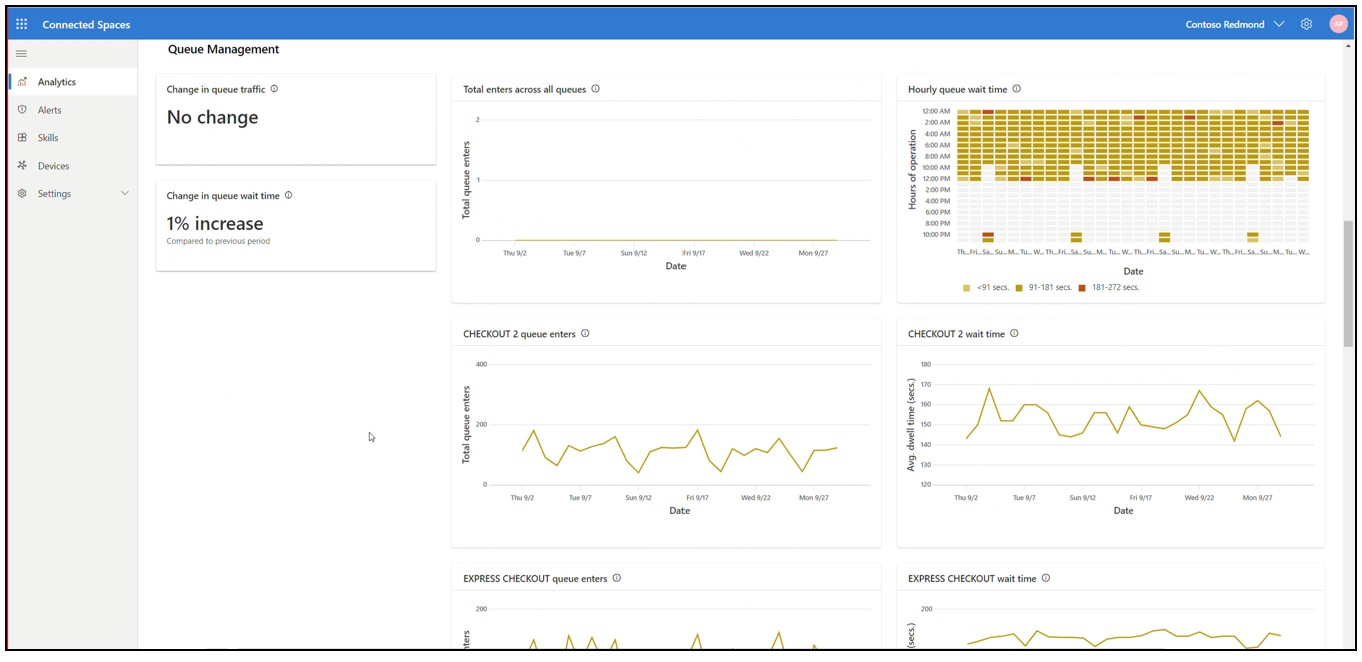 Connected Spaces
Contoso Redmond
AP
Queue Management
Analytics
Alerts
Skills
Devices
Settings
Change in queue traffic
No change
Change in queue wait time
1% increase
Compared to previous period
Total enters across all queues
Total queue enters
2
1
0
Thu 9/2 Tue 9/7 Sun 9/12 Fri 9/17 Wed 9/22 Mon 9/27
Date
Hourly queue wait time
Hours of operation
12:00 AM
2:00 AM
4:00 AM
6:00 AM
8:00 AM
10:00 AM
12:00 PM
2:00 PM
4:00 PM
6:00 PM
8:00 PM
10:00 PM
Th... Fri... Sa... Su... M... Tu... W... Th... Fri... Sa... Su... M... Tu... W... Th... Fri... Sa... Su... M... Tu... W... Th... Fri... Sa... Su... M... Tu... W...
Date
<91 secs. 91-181 secs. 181-272 secs.
CHECKOUT 2 queue enters
Total queue enters
400
200
0
Thu 9/2 Tue 9/7 Sun 9/12 Fri 9/17 Wed 9/22 Mon 9/27
Date
CHECKOUT 2 wait time
Avg. dwell time (secs.)
180
170
160
150
140
130
120
Thu 9/2 Tue 9/7 Sun 9/12 Fri 9/17 Wed 9/22 Mon 9/27
Date
EXPRESS CHECKOUT queue enters
200
EXPRESS CHECKOUT wait time
(secs.)
200